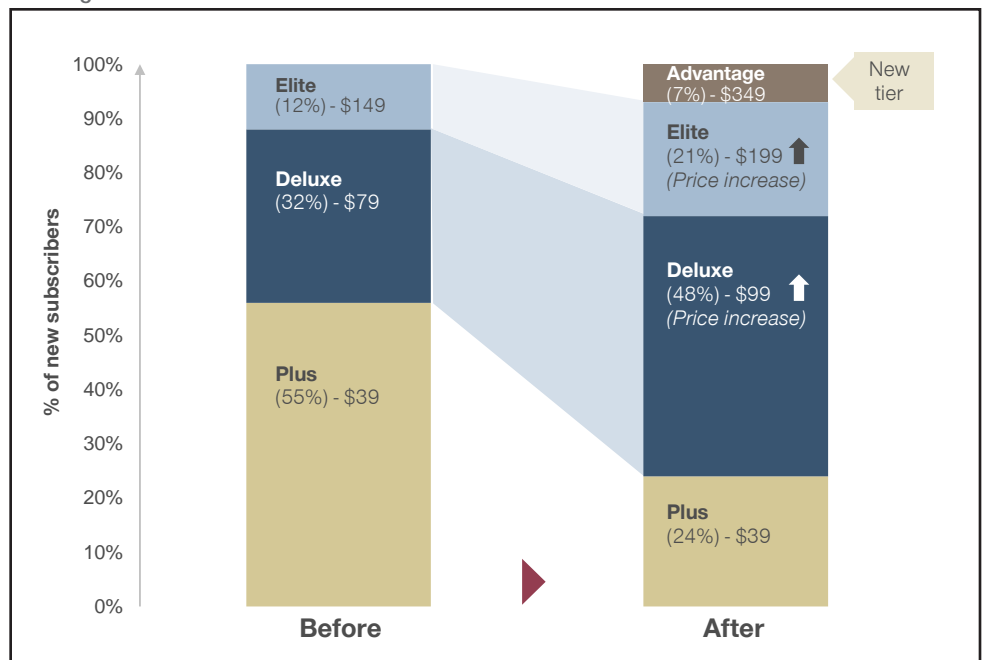 100%
90%
80%
70%
60%
50%
40%
30%
20%
10%
0%
% of new subscribers
Elite
(12%) - $149
Deluxe
(32%) - $79
Plus
(55%) - $39
Before
Advantage
(7%) - $349
Elite
(21%) - $199
(Price increase)
Deluxe
(48%) - $99
(Price increase)
Plus
(24%) - $39
After
New
tier